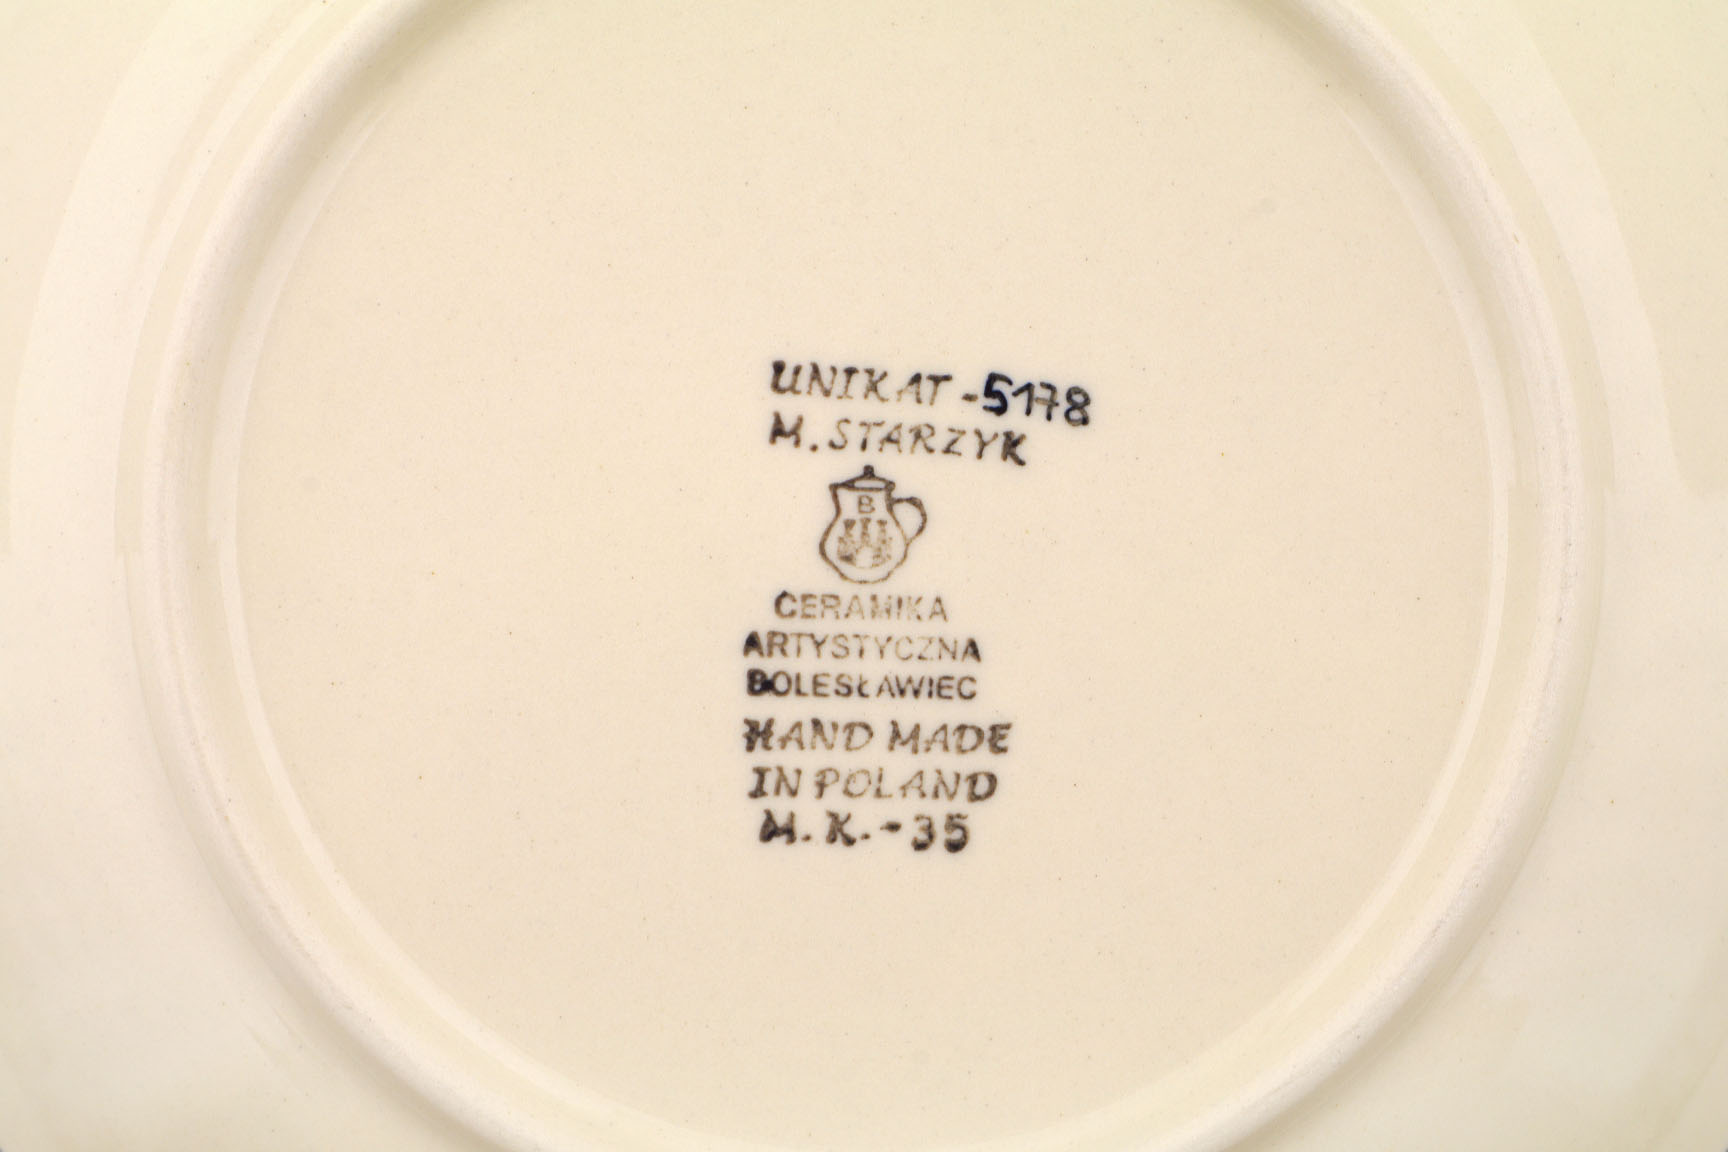 UNIKAT -5178
M. STARZYK
B
CERAMIKA
ARTYSTYCZNA
BOLESŁAWIEC
HAND MADE
IN POLAND
M. K. - 35